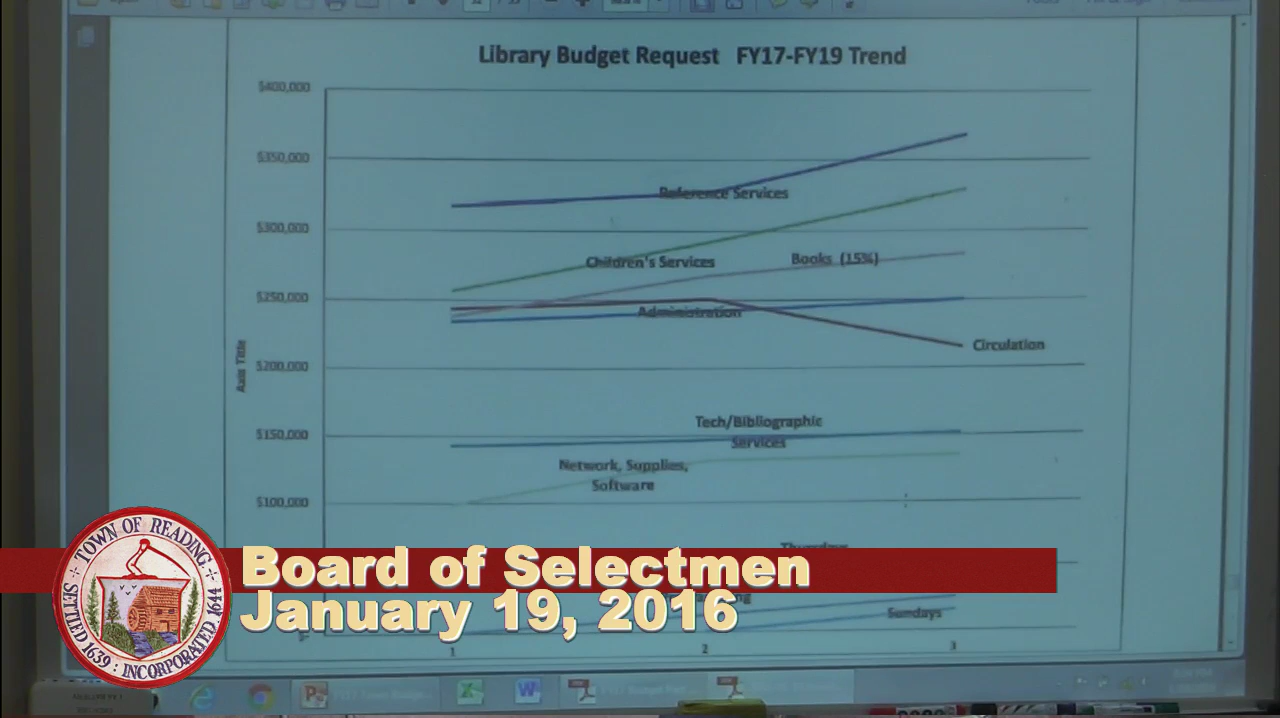 Library Budget Request FY17-FY19 Trend
$400,000
$350,000
$300,000
$250,000
$200,000
$150,000
$100,000
Axis Title
Reference Services
Children's Services
Books (15%)
Administration
Circulation
Tech/Bibliographic
Services
Network, Supplies,
Software
Thursdays
Sundays
1
2
3
TOWN OF READING
SETTLED 1639 : INCORPORATED 1644
Board of Selectmen
January 19, 2016